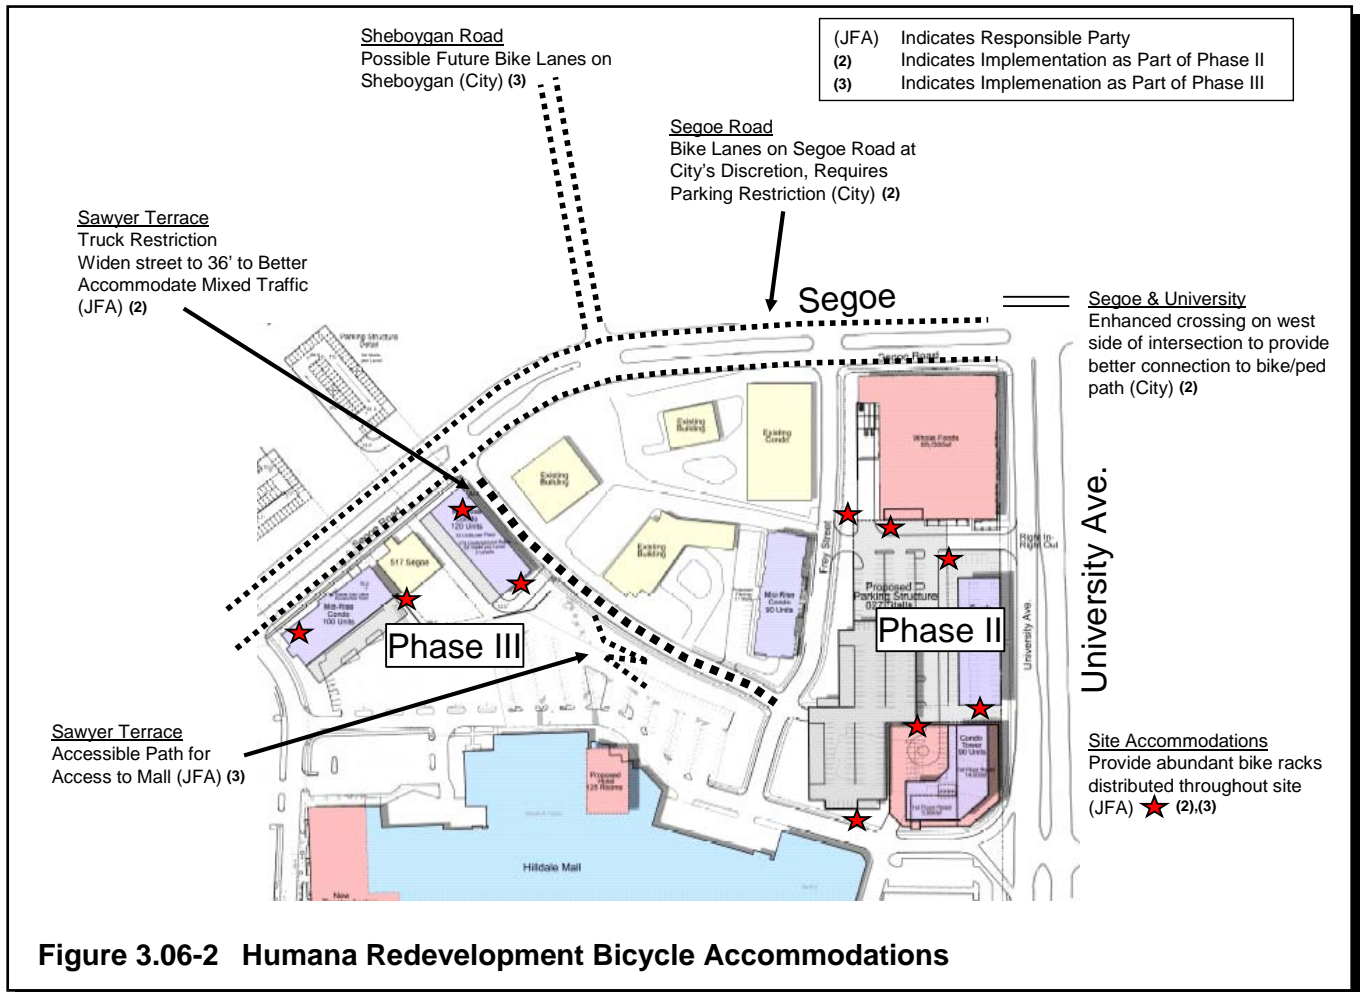 Sheboygan Road
Possible Future Bike Lanes on
Sheboygan (City) (3)
(JFA) Indicates Responsible Party
(2) Indicates Implementation as Part of Phase II
(3) Indicates Implemenation as Part of Phase III
Segoe Road
Bike Lanes on Segoe Road at
City's Discretion, Requires
Parking Restriction (City) (2)
Sawyer Terrace
Truck Restriction
Widen street to 36' to Better
Accommodate Mixed Traffic
(JFA) (2)
Segoe
Segoe & University
Enhanced crossing on west
side of intersection to provide
better connection to bike/ped
path (City) (2)
Parking Structure
Detail
Segoe Road
Existing
Building
Existing
Condo
Whole Foods
Existing
Building
120 Units
Existing
Building
517 Segoe
Mid-Rise
Condo
100 Units
Mid-Rise
Condo
90 Units
Frey Street
Right In-
Right Out
Proposed
Parking Structure
Phase III
Phase II
University Ave.
University Ave.
Sawyer Terrace
Accessible Path for
Access to Mall (JFA) (3)
Site Accommodations
Provide abundant bike racks
distributed throughout site
(JFA) (2),(3)
Condo
Tower
90 Units
Proposed
Hotel
125 Rooms
Hilldale Mall
New
Figure 3.06-2 Humana Redevelopment Bicycle Accommodations